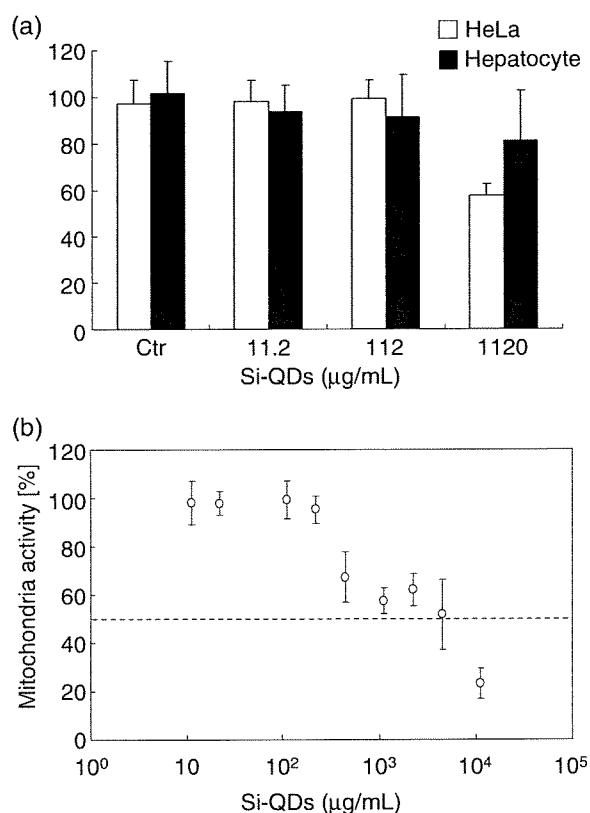 (a)
HeLa
Hepatocyte
120
100
80
60
40
20
0
Ctr 11.2 112 1120
Si-QDs (μg/mL)
(b)
Mitochondria activity [%]
120
100
80
60
40
20
0
10⁰ 10 10² 10³ 10⁴ 10⁵
Si-QDs (μg/mL)